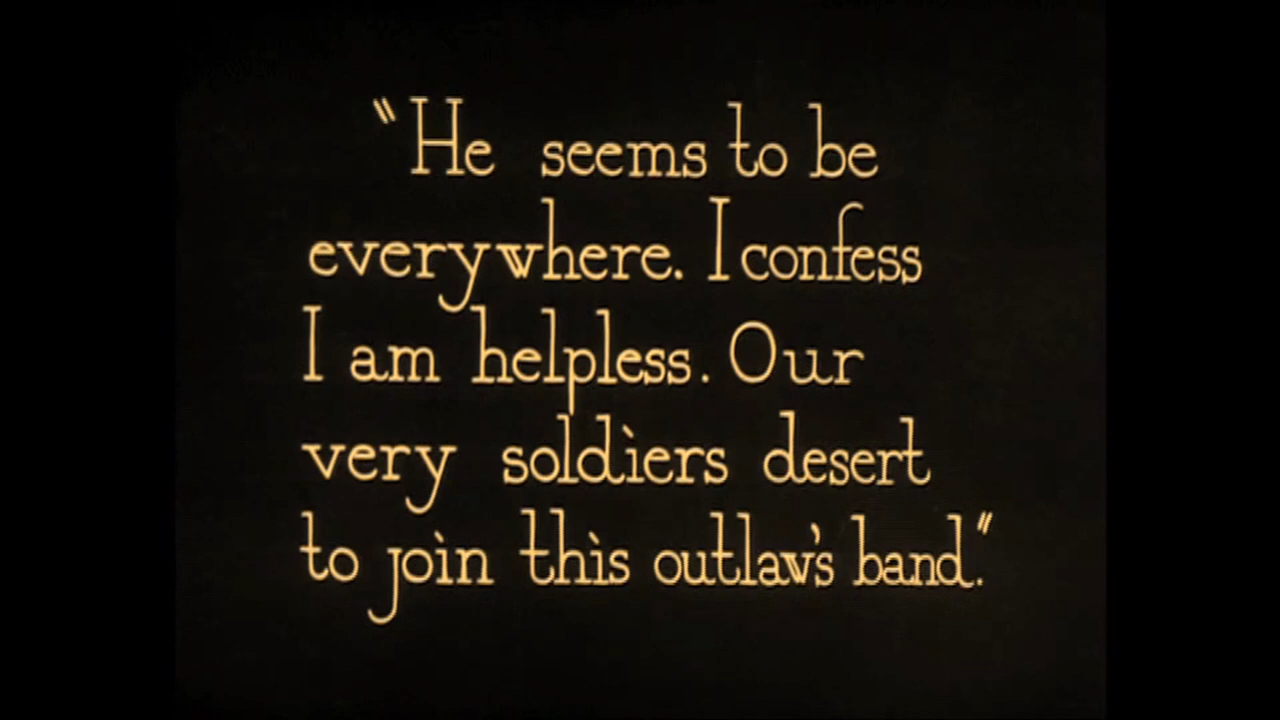 "He seems to be
everywhere. I confess
I am helpless. Our
very soldiers desert
to join this outlaw's band."